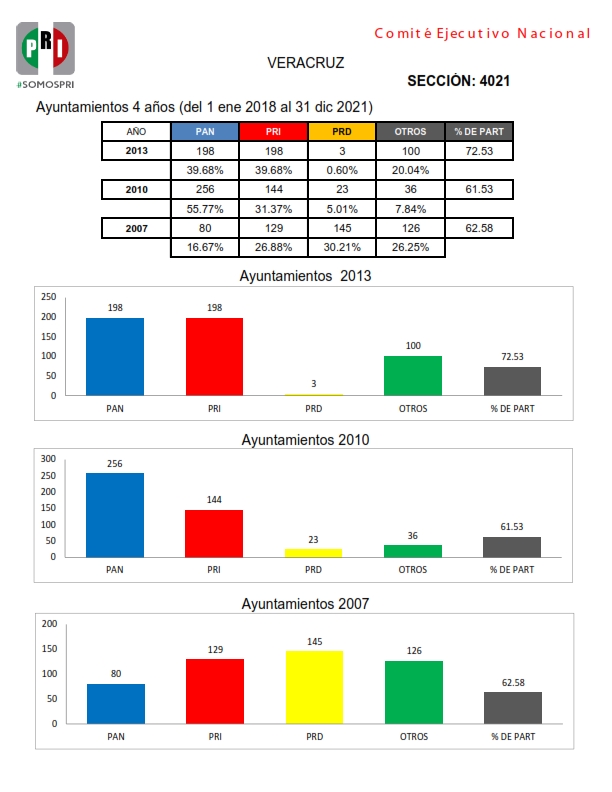 Comité Ejecutivo Nacional
PRI
#SOMOSPRI
VERACRUZ
SECCIÓN: 4021
Ayuntamientos 4 años (del 1 ene 2018 al 31 dic 2021)
AÑO PAN PRI PRD OTROS % DE PART
2013 198 198 3 100 72.53
39.68% 39.68% 0.60% 20.04%
2010 256 144 23 36 61.53
55.77% 31.37% 5.01% 7.84%
2007 80 129 145 126 62.58
16.67% 26.88% 30.21% 26.25%
Ayuntamientos 2013
250
200
150
100
50
0
198 198 3 100 72.53
PAN PRI PRD OTROS % DE PART
Ayuntamientos 2010
300
250
200
150
100
50
0
256 144 23 36 61.53
PAN PRI PRD OTROS % DE PART
Ayuntamientos 2007
200
150
100
50
0
80 129 145 126 62.58
PAN PRI PRD OTROS % DE PART